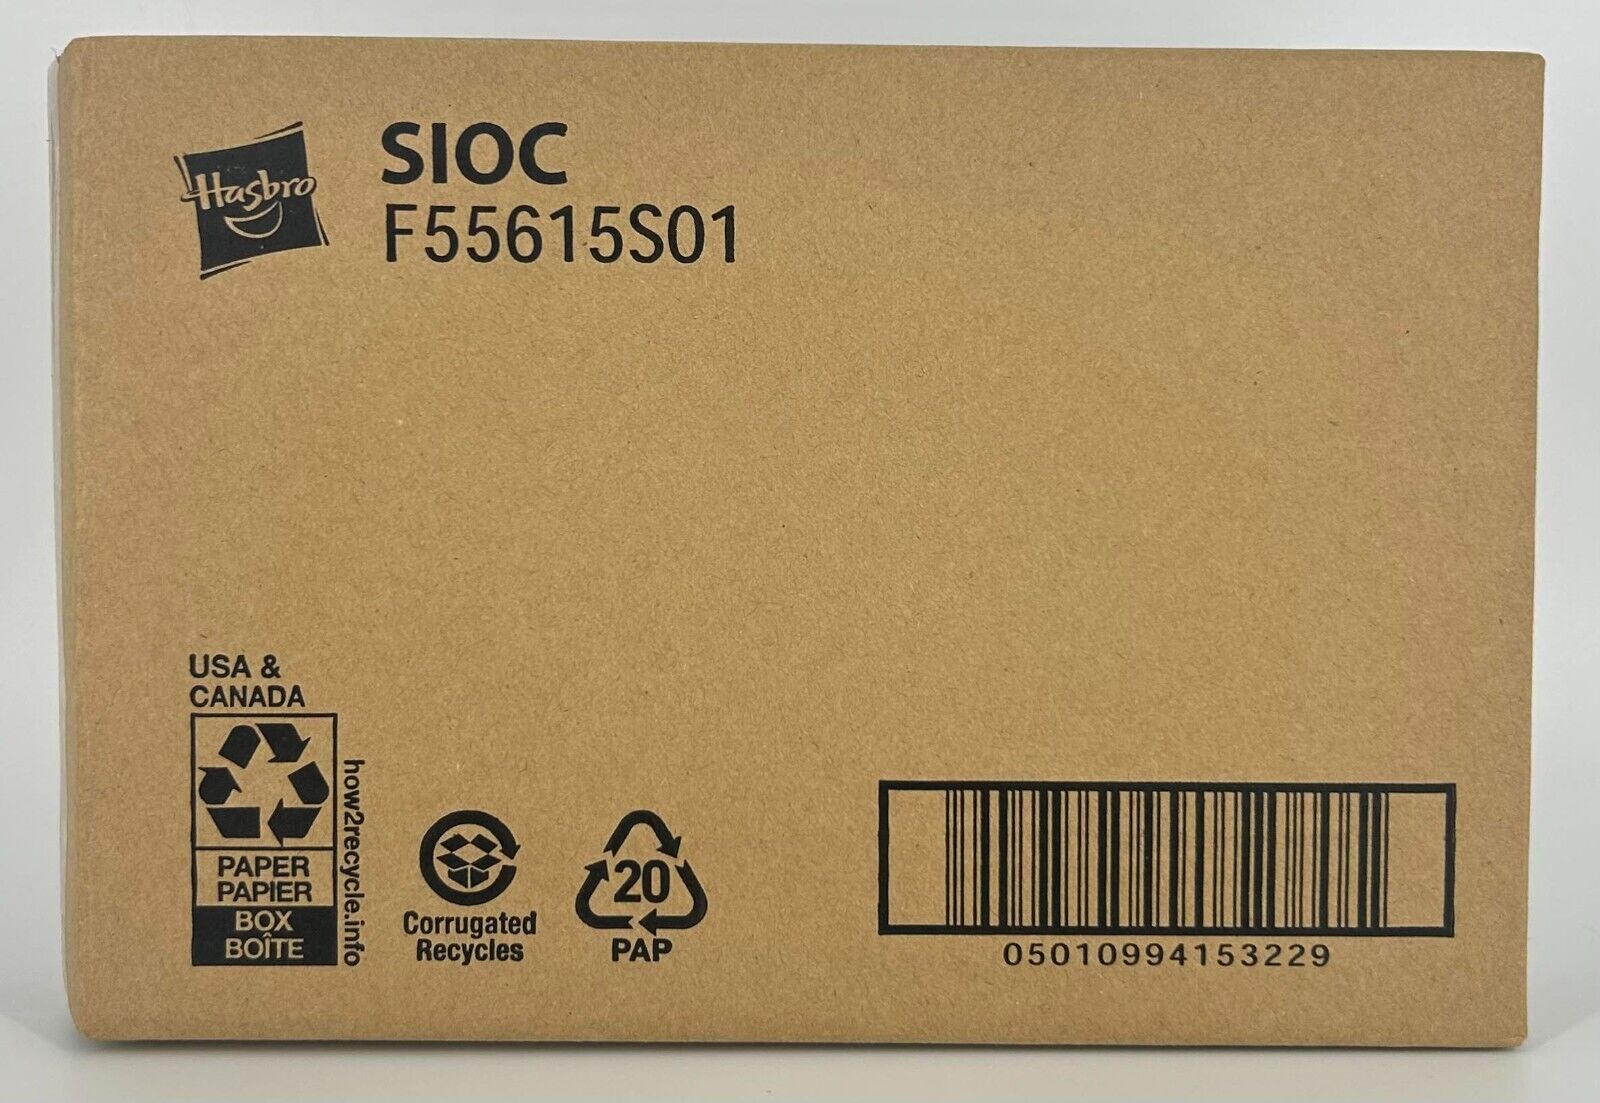 Hasbro
SIOC
F55615S01
USA &
CANADA
PAPER
PAPIER
BOX
BOÎTE
how2recycle.info
Corrugated
Recycles
20
PAP
05010994153229